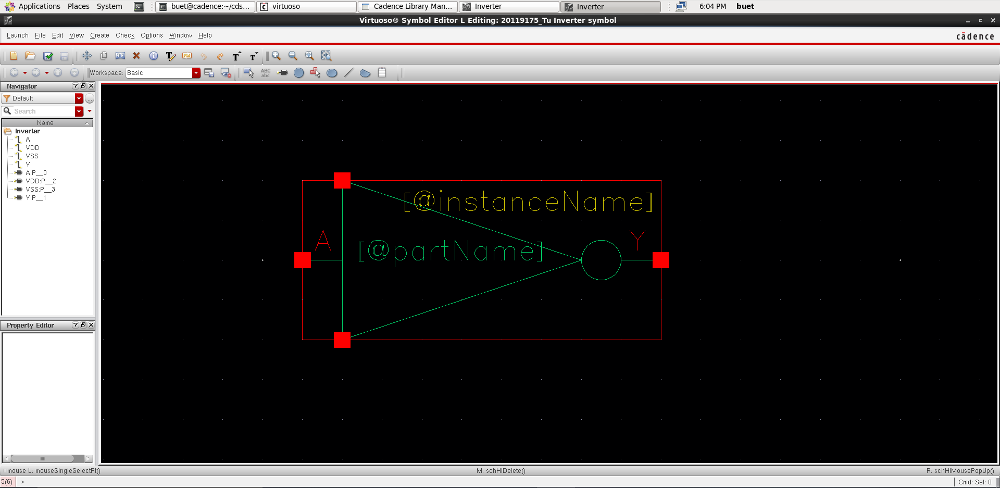 Applications Places System buet@cadence:~/cds... virtuoso Cadence Library Man... Inverter Inverter 6:04 PM buet
Virtuoso® Symbol Editor L Editing: 20119175_Tu Inverter symbol
Launch File Edit View Create Check Options Window Help
cādence
Workspace: Basic
ABC
abc
Navigator
Default
Search
Name
Inverter
A
VDD
VSS
Y
A:P__0
VDD:P__2
VSS:P__3
Y:P__1
[@instanceName]
A
Y
[@partName]
Property Editor
mouse L: mouseSingleSelectPt() M: schHiDelete() R: schHiMousePopUp()
5(6) > Cmd: Sel: 0